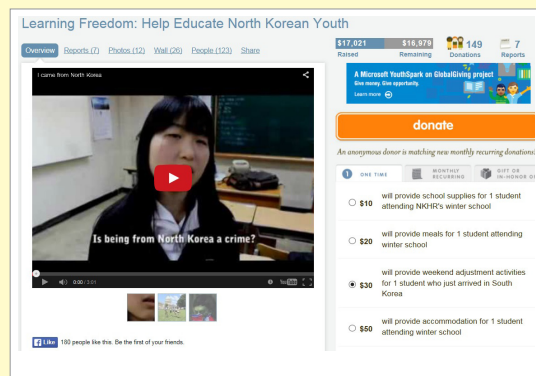 Learning Freedom: Help Educate North Korean Youth
Overview Reports (7) Photos (12) Wall (26) People (123) Share
I came from North Korea
Is being from North Korea a crime?
0:00 / 3:01
YouTube
Like 180 people like this. Be the first of your friends.
$17,021 $16,979 149 7
Raised Remaining Donations Reports
A Microsoft YouthSpark on GlobalGiving project
Give money. Give opportunity.
Learn more
donate
An anonymous donor is matching new monthly recurring donations:
1 ONE TIME
MONTHLY
RECURRING
GIFT OR
IN-HONOR O
$10 will provide school supplies for 1 student
attending NKHR's winter school
$20 will provide meals for 1 student attending
winter school
$30 will provide weekend adjustment activities
for 1 student who just arrived in South
Korea
$50 will provide accommodation for 1 student
attending winter school